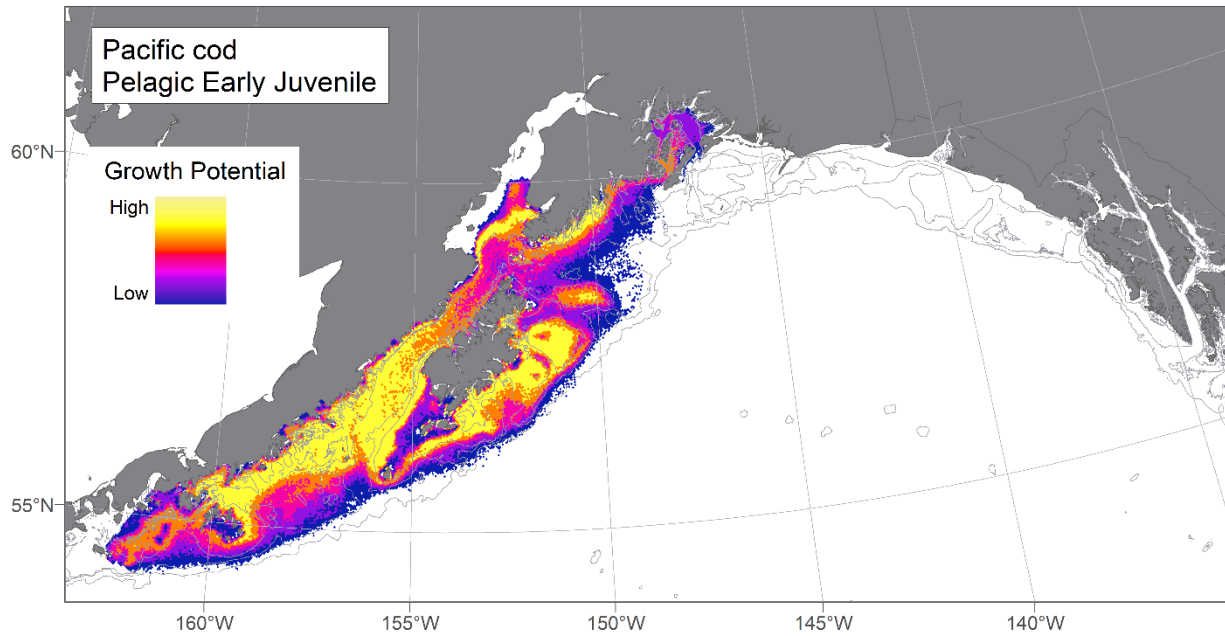 Pacific cod
Pelagic Early Juvenile
60°N
Growth Potential
High
Low
55°N
160°W
155°W
150°W
145°W
140°W